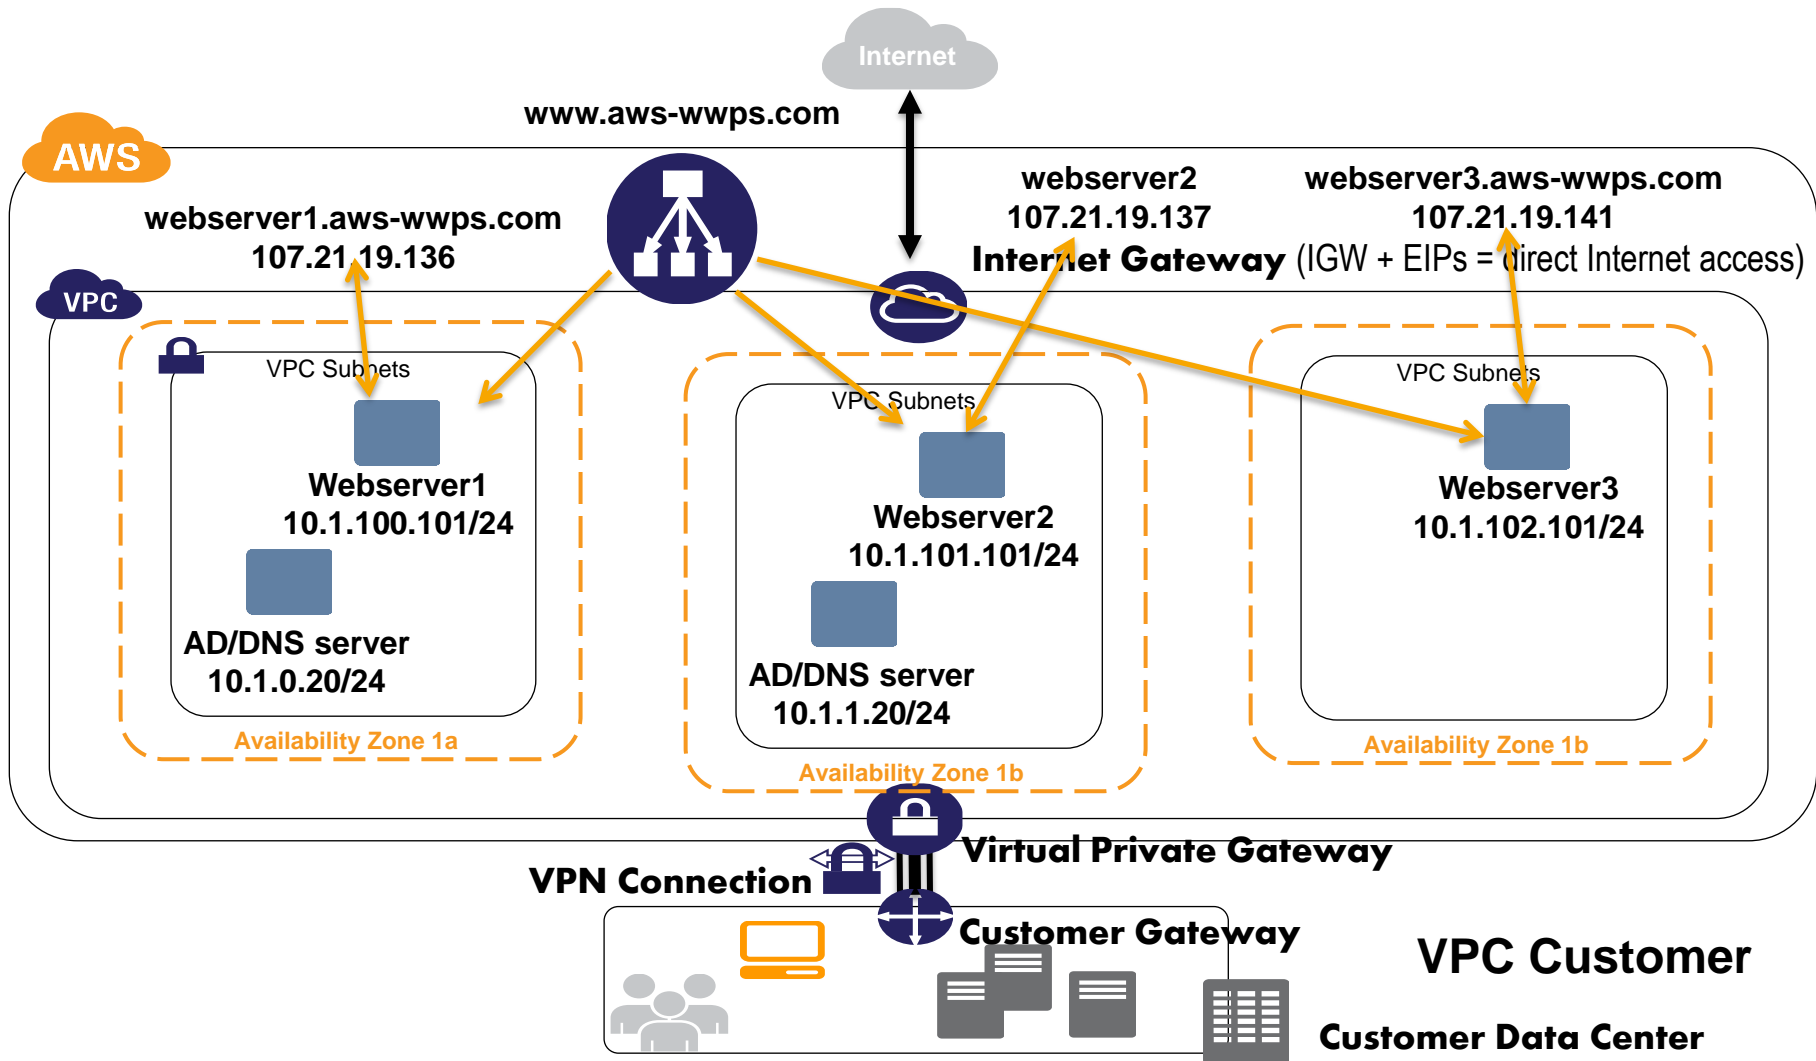 Internet
www.aws-wwps.com
AWS
webserver1.aws-wwps.com
107.21.19.136
webserver2
107.21.19.137
webserver3.aws-wwps.com
107.21.19.141
Internet Gateway (IGW + EIPs = direct Internet access)
VPC
VPC Subnets
Webserver1
10.1.100.101/24
AD/DNS server
10.1.0.20/24
Availability Zone 1a
VPC Subnets
Webserver2
10.1.101.101/24
AD/DNS server
10.1.1.20/24
Availability Zone 1b
VPC Subnets
Webserver3
10.1.102.101/24
Availability Zone 1b
Virtual Private Gateway
VPN Connection
Customer Gateway
VPC Customer
Customer Data Center